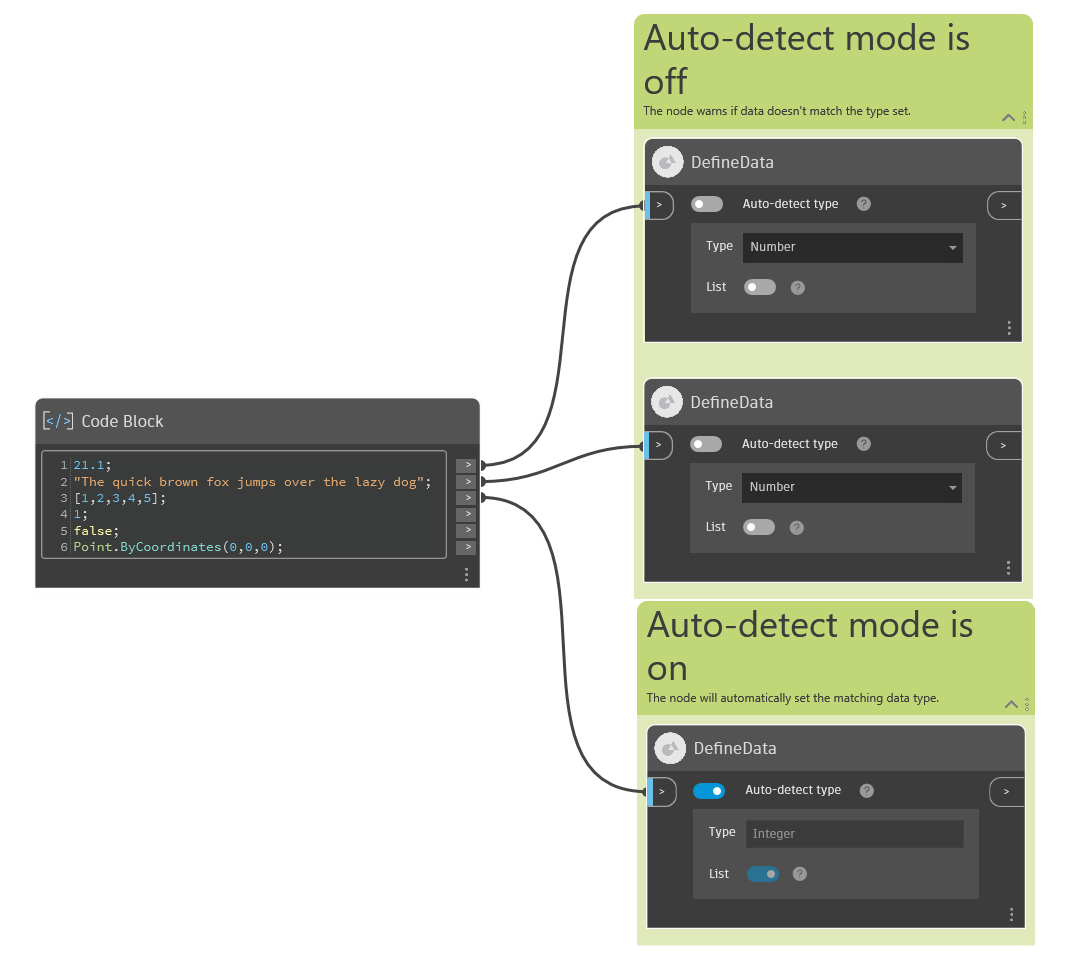 Auto-detect mode is
off
The node warns if data doesn't match the type set.
DefineData
> Auto-detect type ? >
Type Number
List ?
DefineData
> Auto-detect type ? >
Type Number
List ?
[</>] Code Block
1 21.1; >
2 "The quick brown fox jumps over the lazy dog"; >
3 [1,2,3,4,5]; >
4 1; >
5 false; >
6 Point.ByCoordinates(0,0,0); >
Auto-detect mode is
on
The node will automatically set the matching data type.
DefineData
> Auto-detect type ? >
Type Integer
List ?